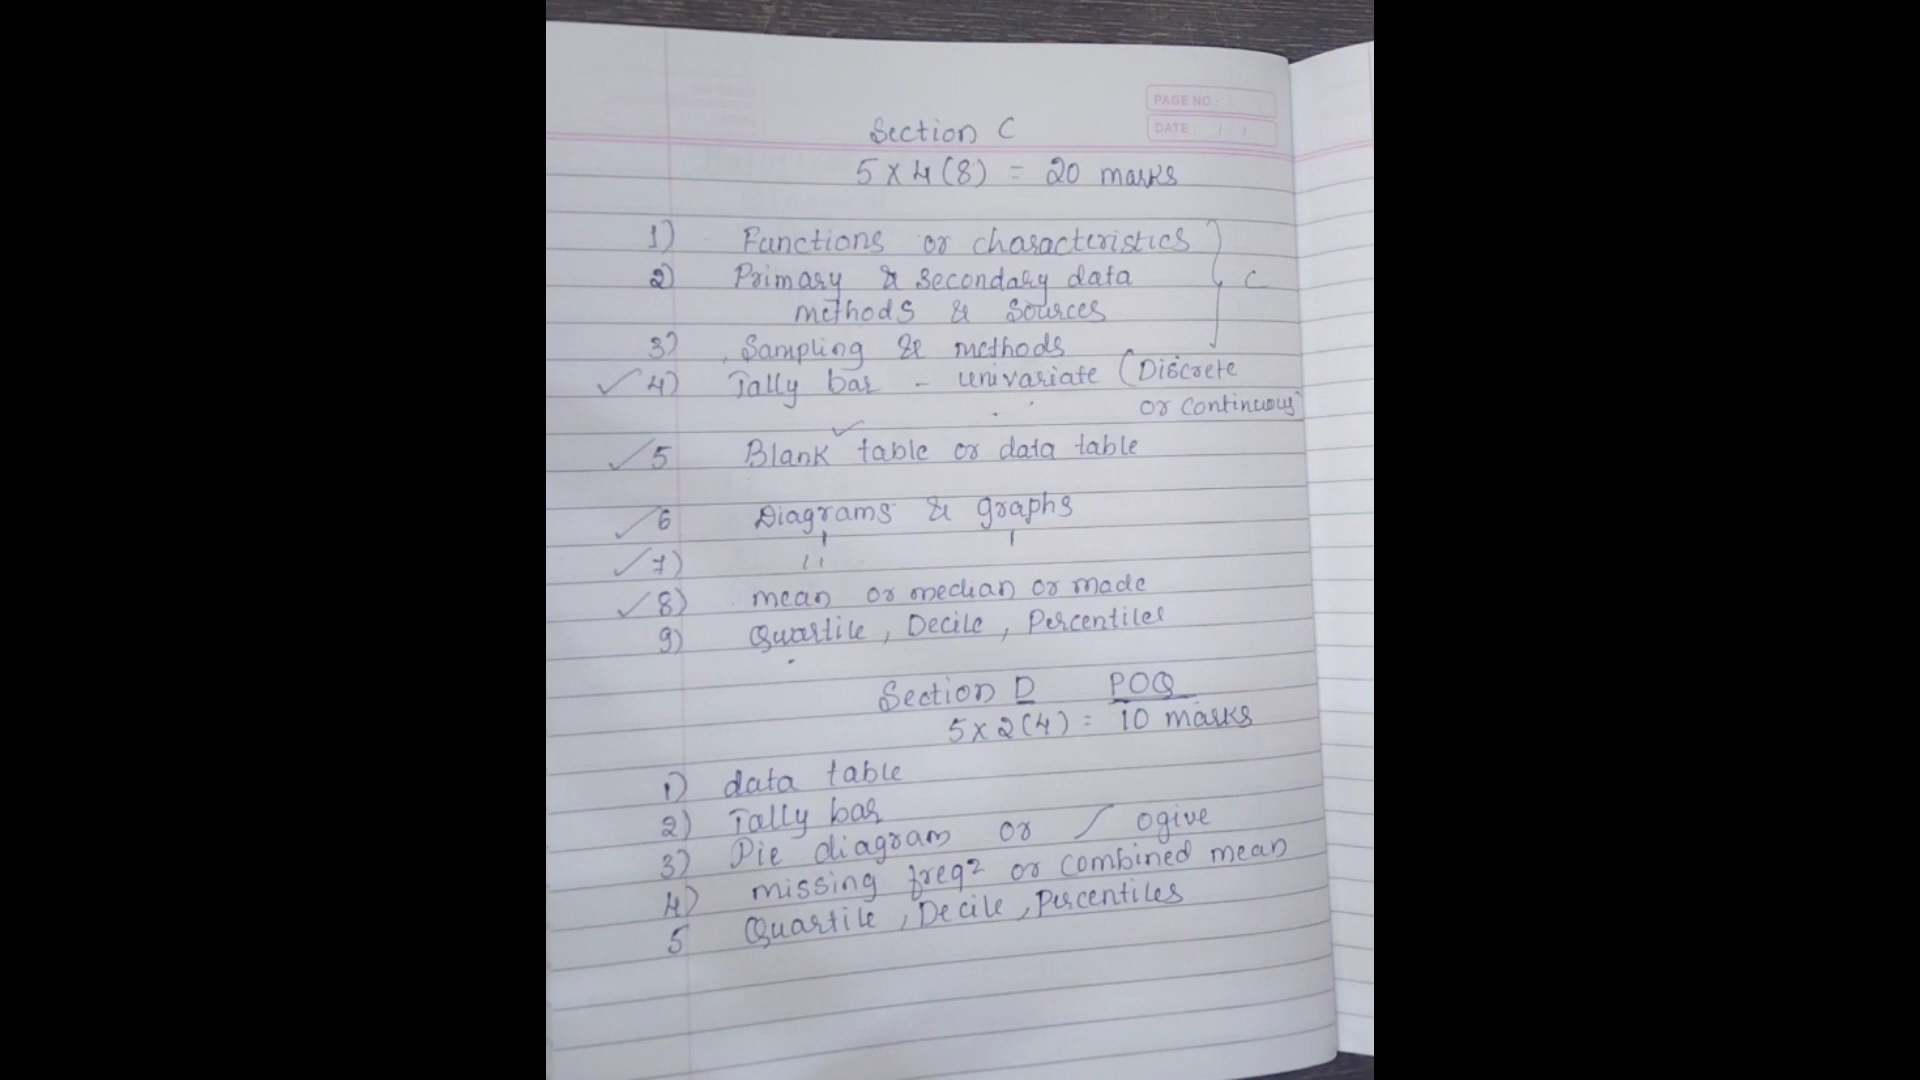 PAGE NO.:
DATE: / /
Section C
5 x 4 (8) = 20 marks
1) Functions or characteristics
2) Primary & secondary data C
methods & Sources
3) Sampling & methods
4) Tally bar - univariate (Discrete
or continuous)
5 Blank table or data table
6 Diagrams & graphs
7) 11
8) mean or median or mode
9) Quartile, Decile, Percentiles
Section D POQ
5 x 2 (4) = 10 marks
1) data table
2) Tally bar
3) Pie diagram or ogive
4) missing freq² or combined mean
5 Quartile, Decile, Percentiles